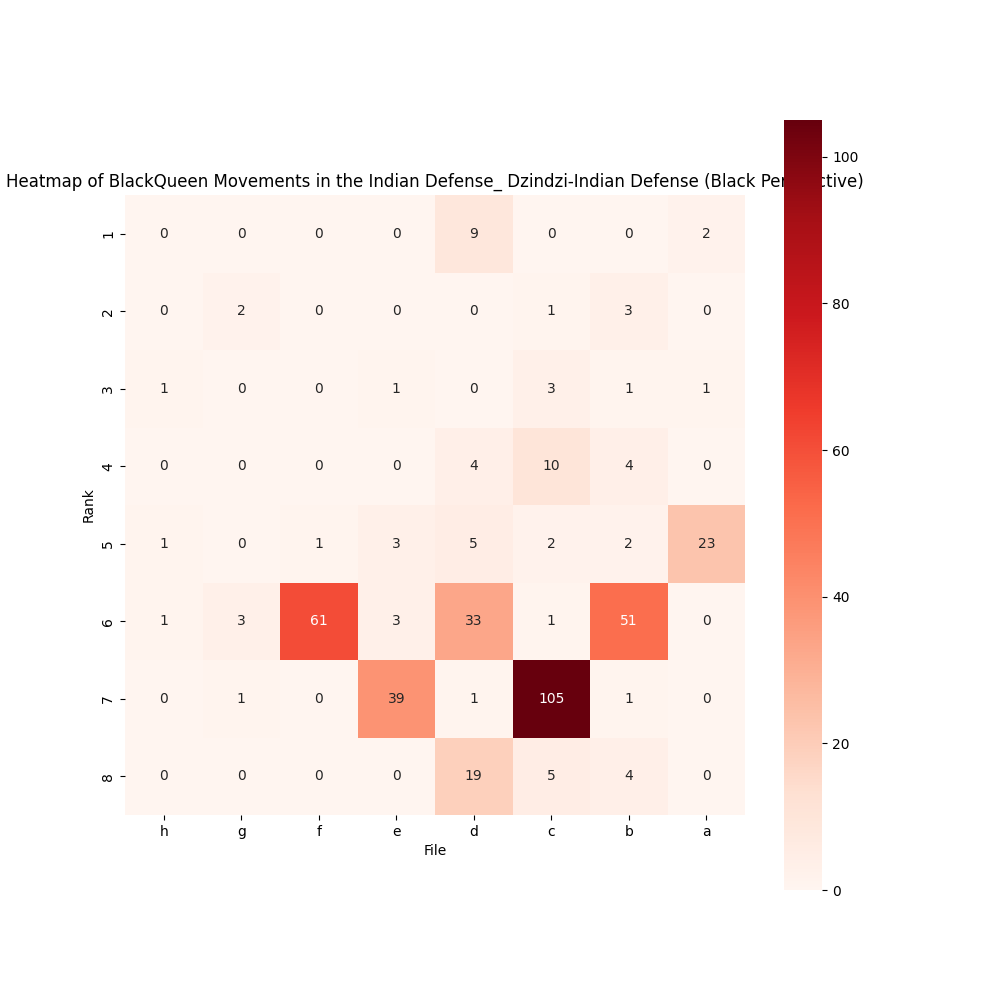 Heatmap of BlackQueen Movements in the Indian Defense_ Dzindzi-Indian Defense (Black Per ctive)
1 0 0 0 0 9 0 0 2
2 0 2 0 0 0 1 3 0
3 1 0 0 1 0 3 1 1
4 0 0 0 0 4 10 4 0
Rank
5 1 0 1 3 5 2 2 23
6 1 3 61 3 33 1 51 0
7 0 1 0 39 1 105 1 0
8 0 0 0 0 19 5 4 0
h g f e d c b a
File
100
80
60
40
20
0